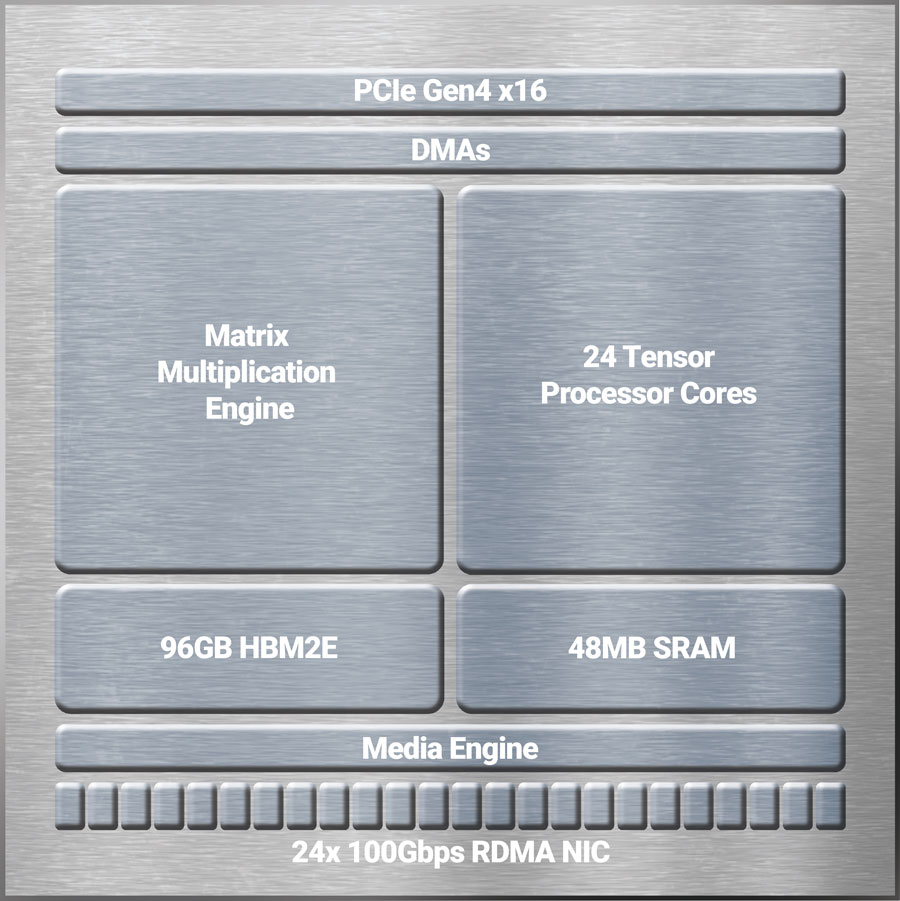 PCIe Gen4 x16
DMAs
Matrix
Multiplication
Engine
24 Tensor
Processor Cores
96GB HBM2E
48MB SRAM
Media Engine
24x 100Gbps RDMA NIC